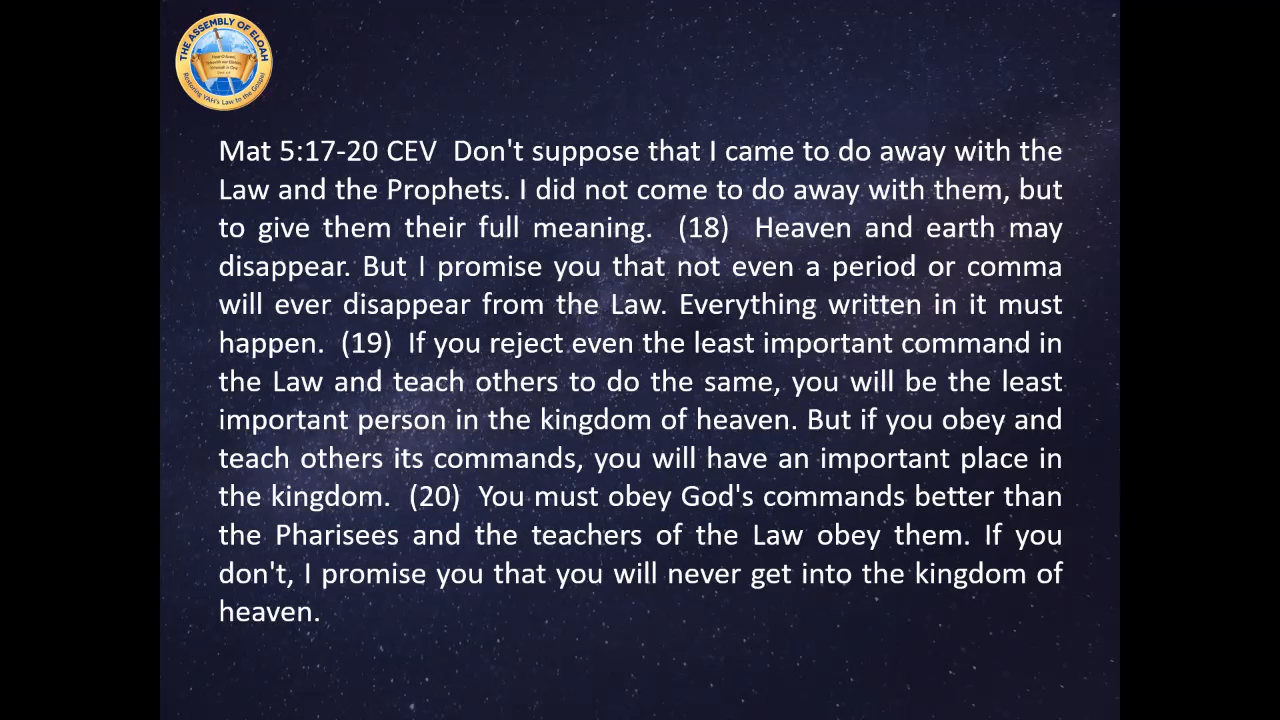 THE ASSEMBLY OF ELOAH
Restoring YAH's Law to the Gospel
Mat 5:17-20 CEV  Don't suppose that I came to do away with the
Law and the Prophets. I did not come to do away with them, but
to give them their full meaning.  (18)  Heaven and earth may
disappear. But I promise you that not even a period or comma
will ever disappear from the Law. Everything written in it must
happen.  (19)  If you reject even the least important command in
the Law and teach others to do the same, you will be the least
important person in the kingdom of heaven. But if you obey and
teach others its commands, you will have an important place in
the kingdom.  (20)  You must obey God's commands better than
the Pharisees and the teachers of the Law obey them. If you
don't, I promise you that you will never get into the kingdom of
heaven.